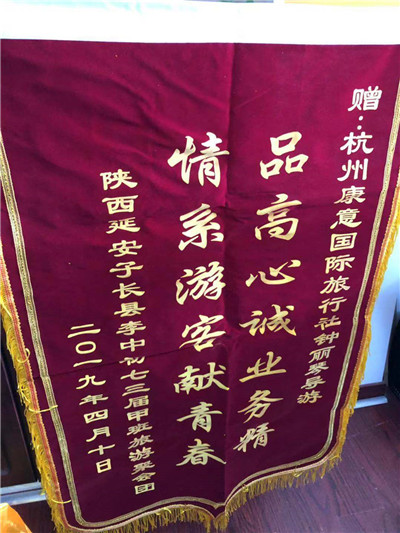 赠:杭州康意国际旅行社钟丽琴导游
品高心诚业务精
情系游客献青春
陕西延安子长县李中初七三届甲班旅游聚会团
二〇一九年四月十日